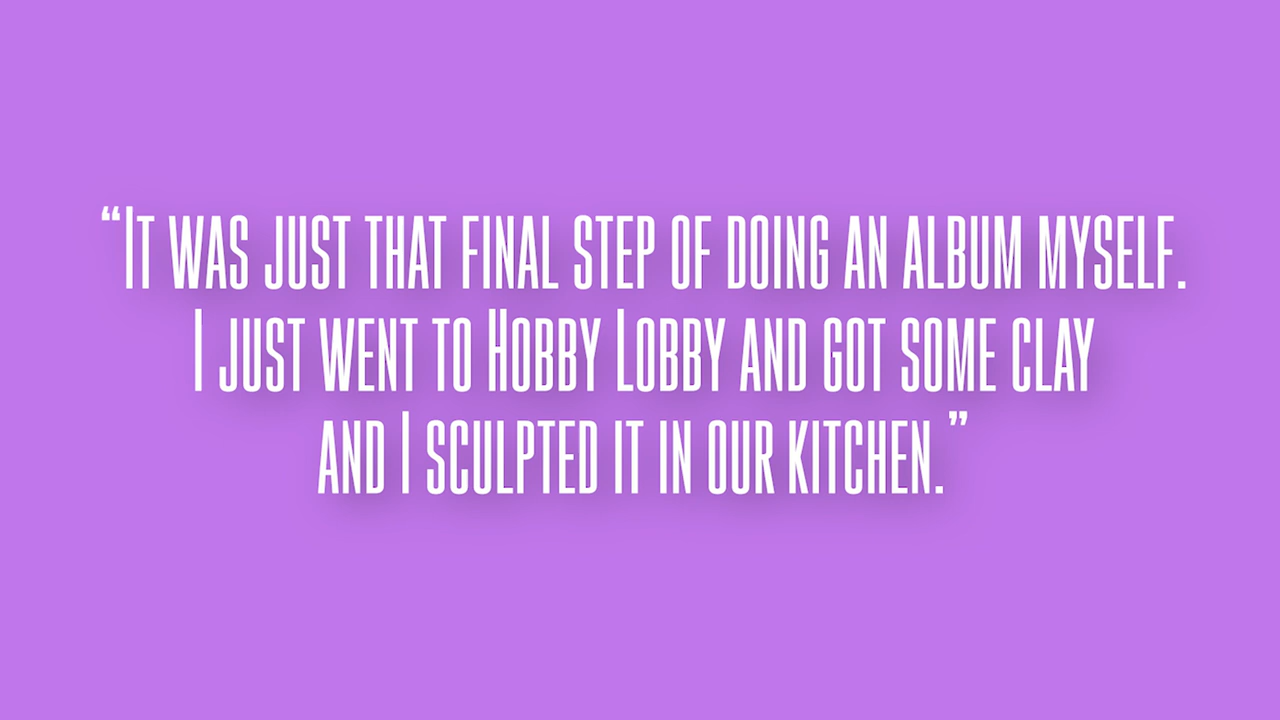 “It was just that final step of doing an album myself.
I just went to Hobby Lobby and got some clay
and I sculpted it in our kitchen.”